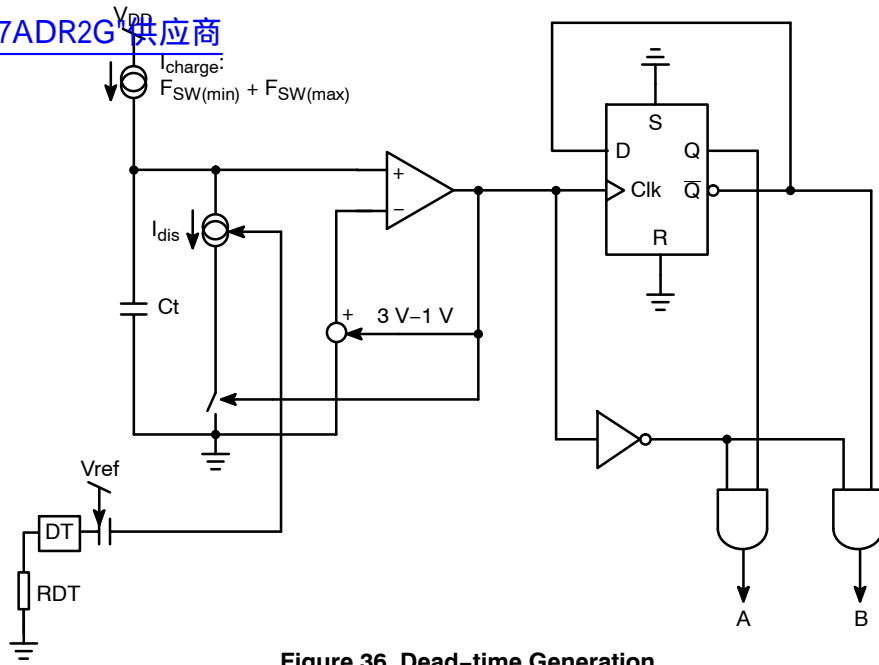 VDD
7ADR2G"供应商
Icharge:
FSW(min) + FSW(max)
S
D Q
+
Clk Q̅
−
Idis
R
Ct
+ 3 V−1 V
Vref
DT
RDT
A B
Figure 36. Dead−time Generation